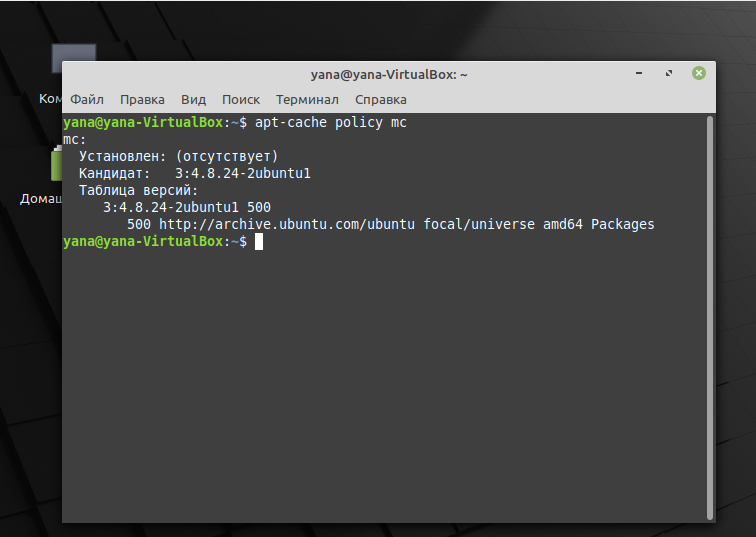 yana@yana-VirtualBox: ~
Файл Правка Вид Поиск Терминал Справка
yana@yana-VirtualBox:~$ apt-cache policy mc
mc:
  Установлен: (отсутствует)
  Кандидат:   3:4.8.24-2ubuntu1
  Таблица версий:
     3:4.8.24-2ubuntu1 500
        500 http://archive.ubuntu.com/ubuntu focal/universe amd64 Packages
yana@yana-VirtualBox:~$
Ком
Домаш